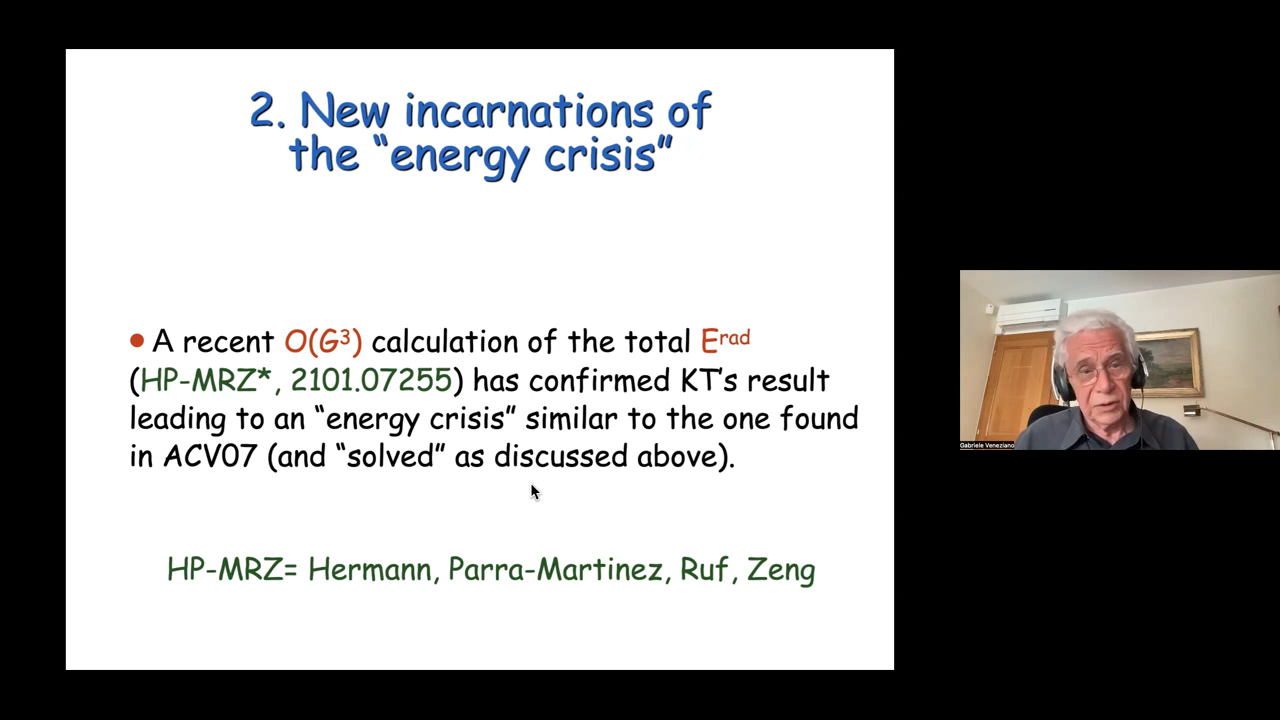 2. New incarnations of
the “energy crisis”
• A recent O(G³) calculation of the total Eʳᵃᵈ
(HP-MRZ*, 2101.07255) has confirmed KT’s result
leading to an “energy crisis” similar to the one found
in ACV07 (and “solved” as discussed above).
HP-MRZ= Hermann, Parra-Martinez, Ruf, Zeng
Gabriele Veneziano